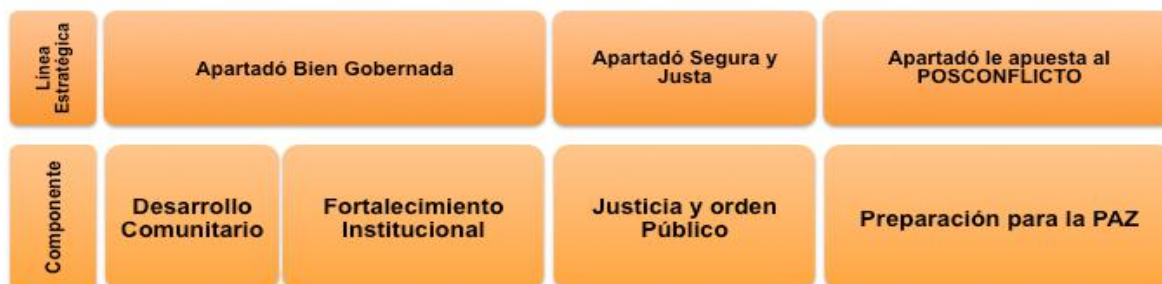 Línea
Estratégica
Apartadó Bien Gobernada
Apartadó Segura y
Justa
Apartadó le apuesta al
POSCONFLICTO
Componente
Desarrollo
Comunitario
Fortalecimiento
Institucional
Justicia y orden
Público
Preparación para la PAZ